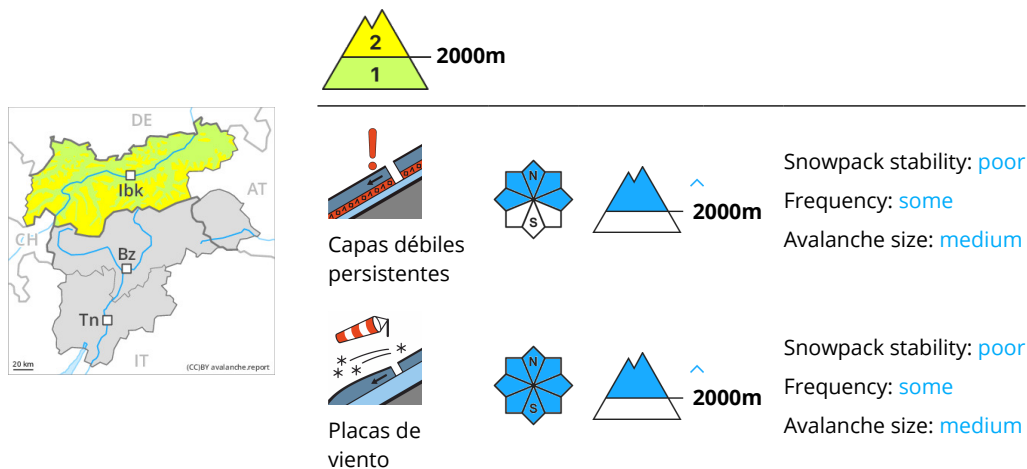 2
2000m
1
DE
Ibk
AT
CH
Bz
Tn
IT
20 km
(CC)BY avalanche.report
N
S
2000m
Snowpack stability: poor
Frequency: some
Avalanche size: medium
Capas débiles
persistentes
N
S
2000m
Snowpack stability: poor
Frequency: some
Avalanche size: medium
Placas de
viento